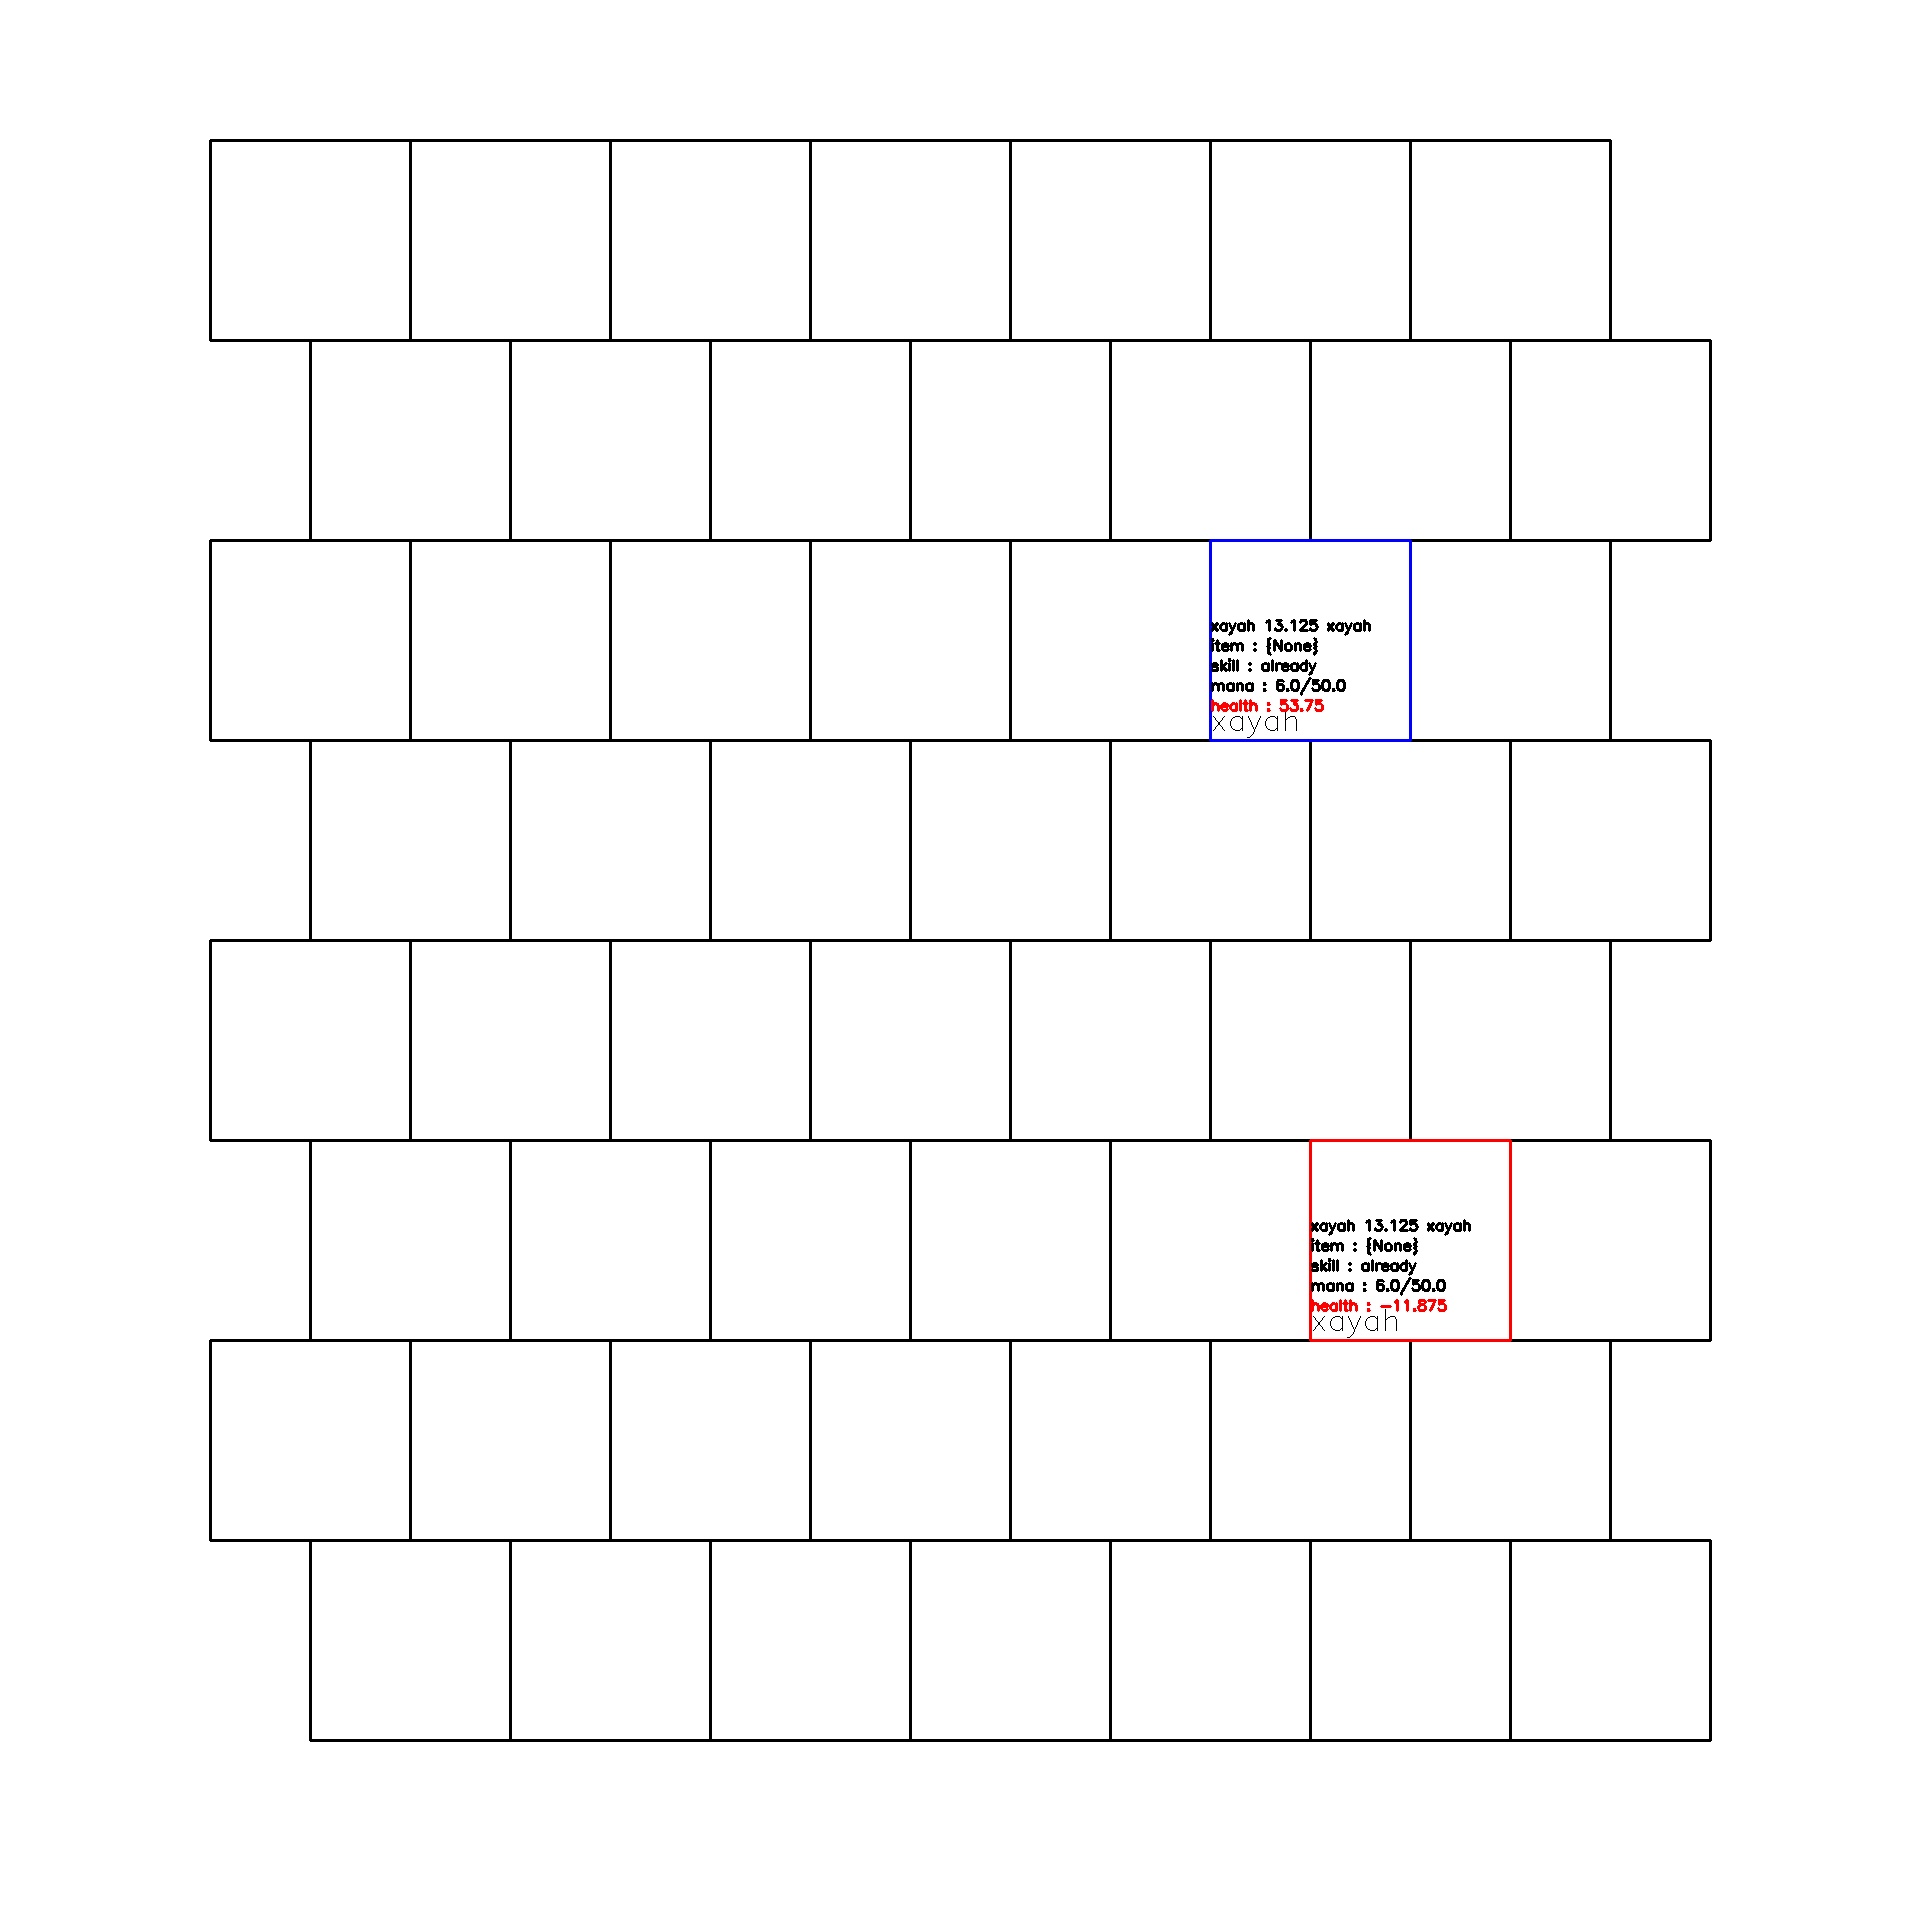 xayah 13.125 xayah
item : {None}
skill : already
mana : 6.0/50.0
health : 53.75
xayah
xayah 13.125 xayah
item : {None}
skill : already
mana : 6.0/50.0
health : -11.875
xayah